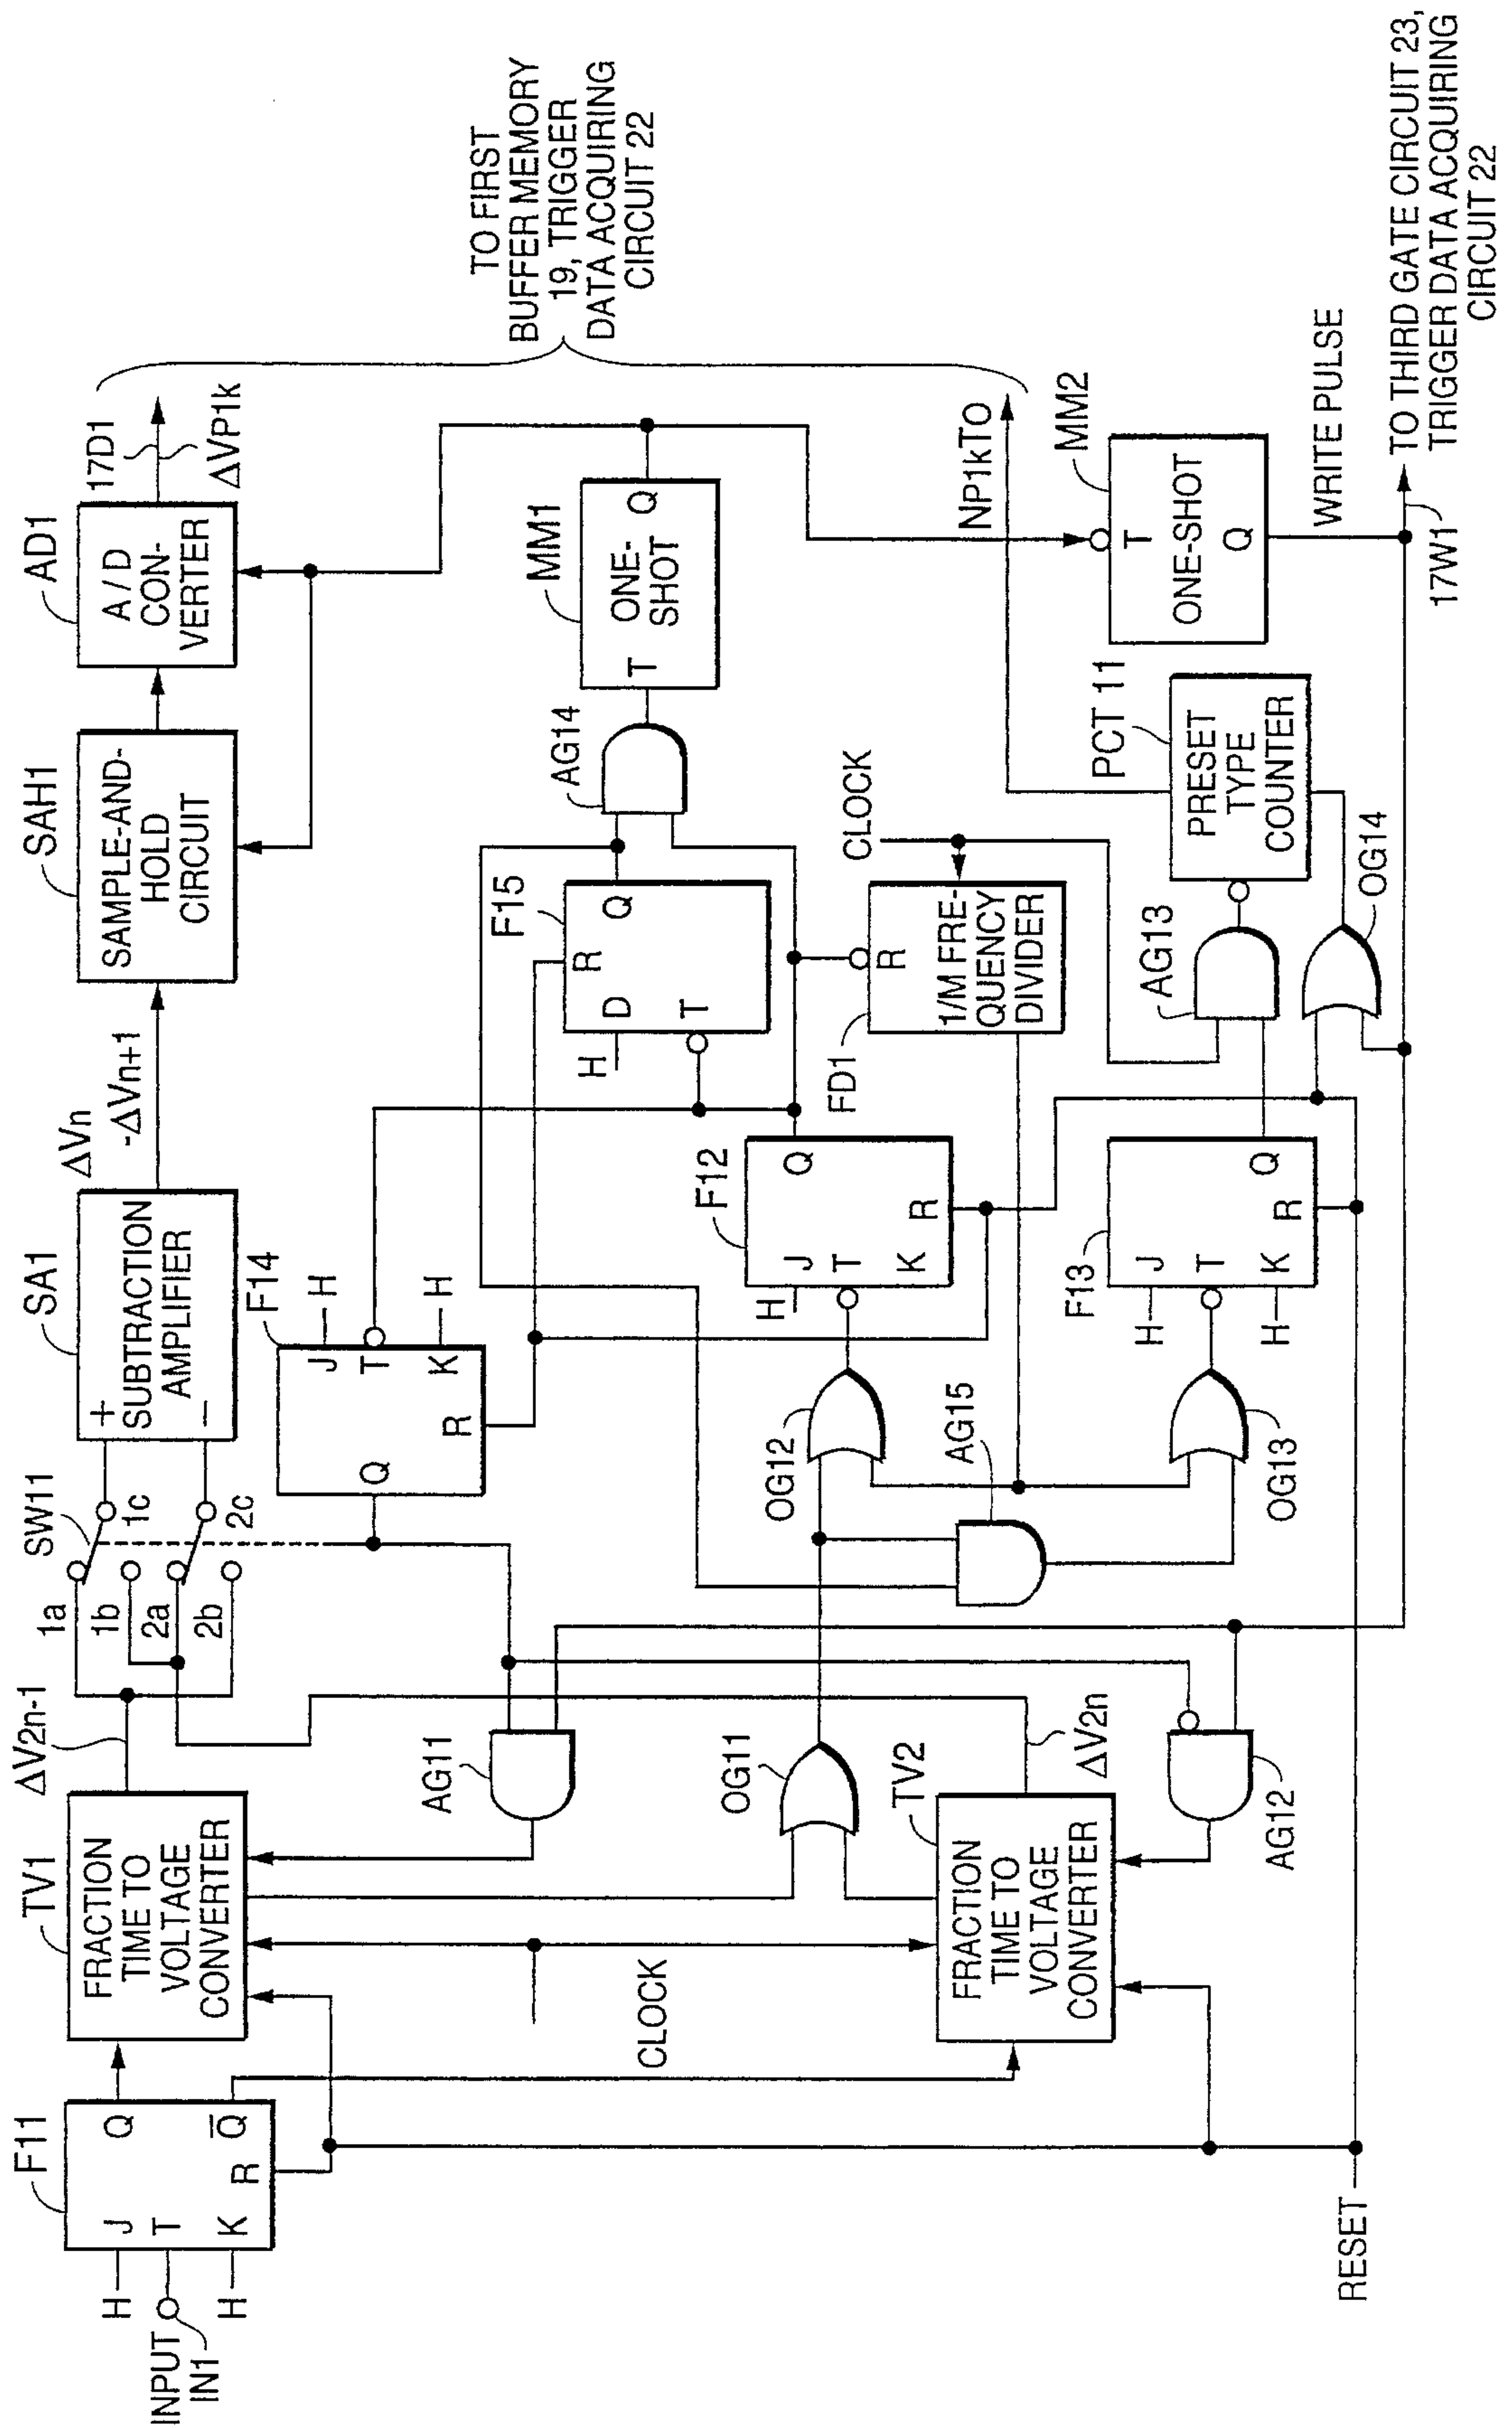 INPUT
IN1
H
H
J
T
K
Q
Q
R
F11
TV1
FRACTION
TIME TO
VOLTAGE
CONVERTER
ΔV2n-1
1a
1b
2a
2b
SW11
1c
2c
SA1
+
−
SUBTRACTION
AMPLIFIER
ΔVn
-ΔVn+1
SAH1
SAMPLE-AND-
HOLD
CIRCUIT
AD1
A/D
CON-
VERTER
17D1
ΔVP1k
TO FIRST
BUFFER MEMORY
19, TRIGGER
DATA ACQUIRING
CIRCUIT 22
F14
Q
R
J
T
K
H
H
AG11
F15
H
D
T
R
Q
AG14
MM1
T
ONE-
SHOT
Q
CLOCK
OG11
OG12
F12
H
J
T
K
Q
R
FD1
R
1/M FRE-
QUENCY
DIVIDER
CLOCK
NP1kTO
TV2
FRACTION
TIME TO
VOLTAGE
CONVERTER
ΔV2n
AG15
AG12
OG13
F13
H
H
J
T
K
Q
R
AG13
OG14
PCT 11
PRESET
TYPE
COUNTER
MM2
T
ONE-SHOT
Q
WRITE PULSE
17W1
TO THIRD GATE CIRCUIT 23,
TRIGGER DATA ACQUIRING
CIRCUIT 22
RESET